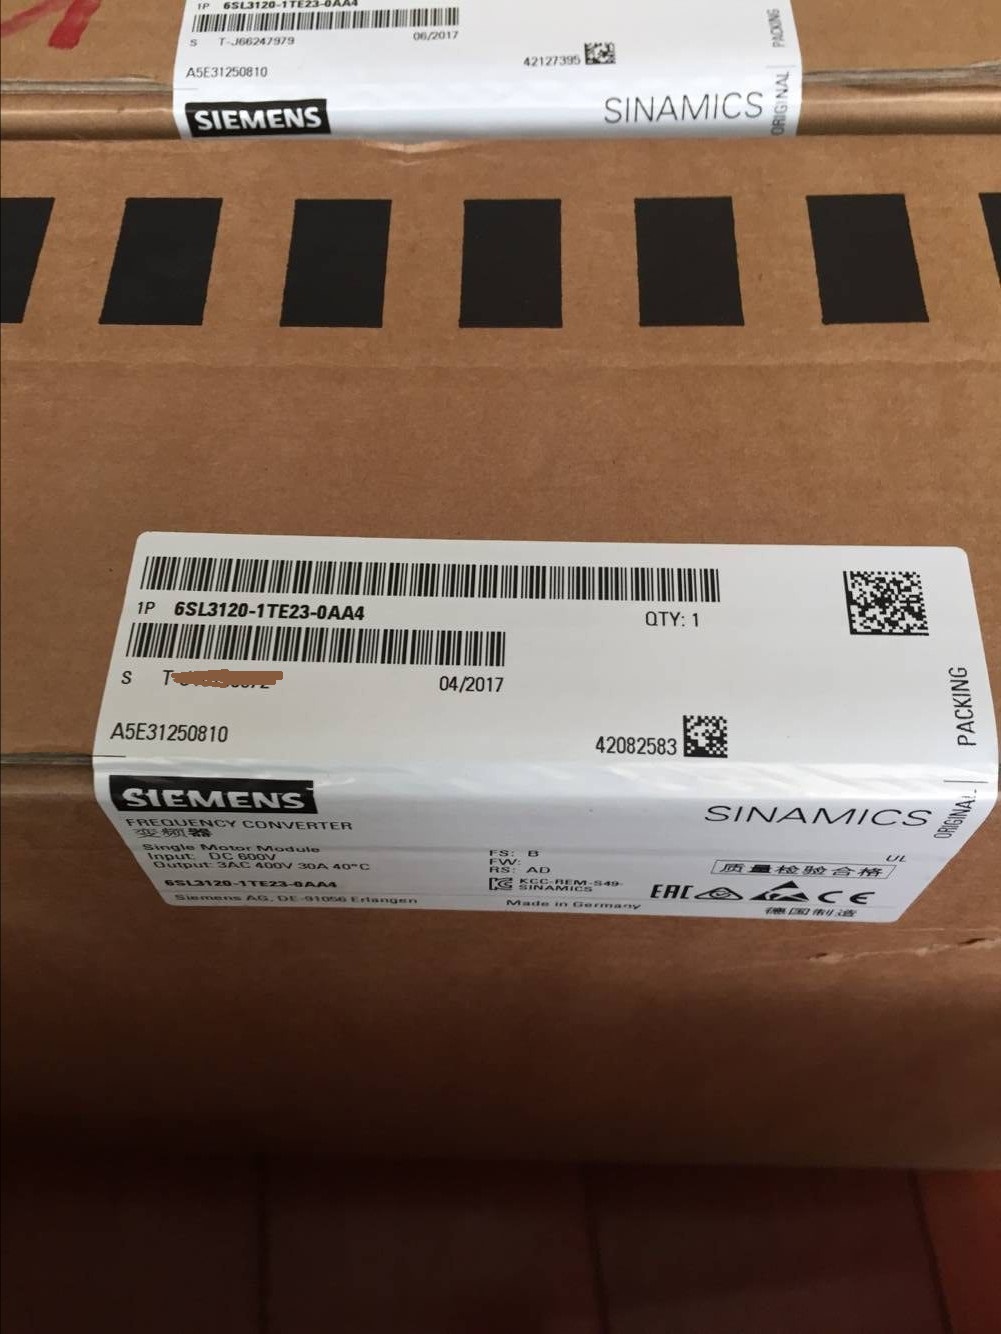 1P 6SL3120-1TE23-0AA4
S T-J66247979 06/2017
A5E31250810 42127395
SIEMENS SINAMICS
ORIGINAL PACKING
1P 6SL3120-1TE23-0AA4 QTY: 1
S T- 04/2017
A5E31250810 42082583
ORIGINAL PACKING
SIEMENS SINAMICS
FREQUENCY CONVERTER
变频器
Single Motor Module
Input: DC 600V
Output: 3AC 400V 30A 40°C
6SL3120-1TE23-0AA4
Siemens AG, DE-91056 Erlangen
FS: B
FW:
RS: AD
KCC-REM-S49-
SINAMICS
Made in Germany
UL
质量检验合格
EAC CE
德国制造